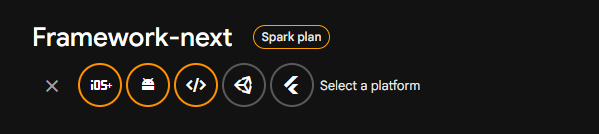 Framework-next
Spark plan
iOS+
</>
Select a platform